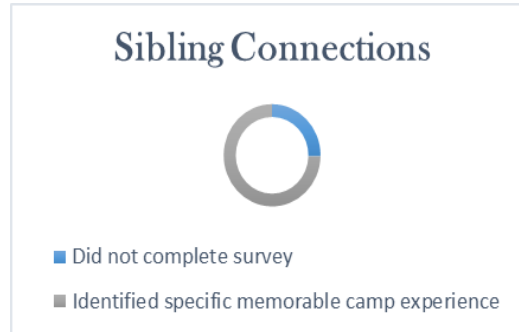 Sibling Connections
Did not complete survey
Identified specific memorable camp experience